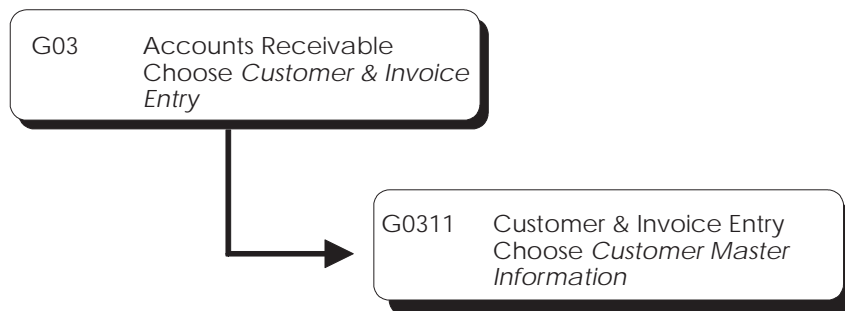 G03 Accounts Receivable
Choose Customer & Invoice
Entry
G0311 Customer & Invoice Entry
Choose Customer Master
Information